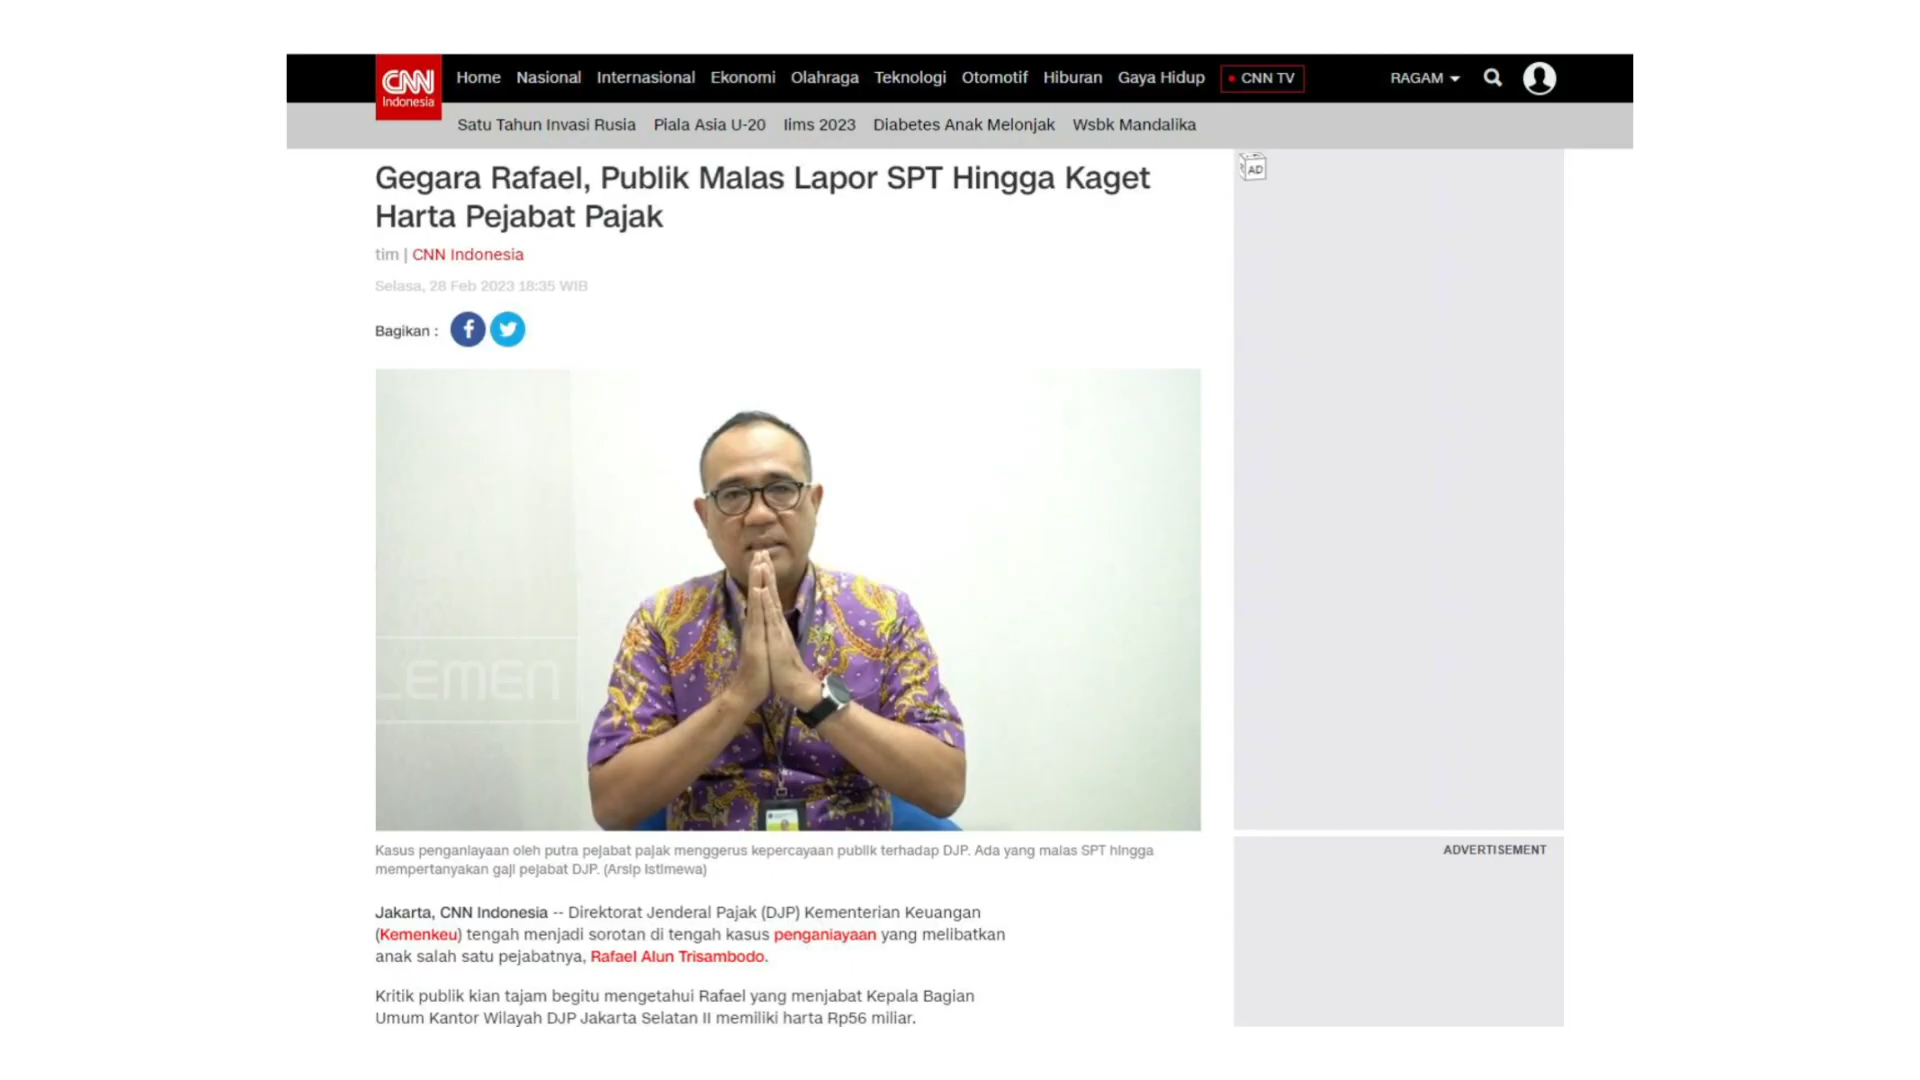 CNN
Indonesia
Home Nasional Internasional Ekonomi Olahraga Teknologi Otomotif Hiburan Gaya Hidup CNN TV RAGAM
Satu Tahun Invasi Rusia Piala Asia U-20 Iims 2023 Diabetes Anak Melonjak Wsbk Mandalika
AD
Gegara Rafael, Publik Malas Lapor SPT Hingga Kaget
Harta Pejabat Pajak
tim | CNN Indonesia
Selasa, 28 Feb 2023 18:35 WIB
Bagikan :
LEMEN
Kasus penganiayaan oleh putra pejabat pajak menggerus kepercayaan publik terhadap DJP. Ada yang malas SPT hingga
mempertanyakan gaji pejabat DJP. (Arsip Istimewa)
ADVERTISEMENT
Jakarta, CNN Indonesia -- Direktorat Jenderal Pajak (DJP) Kementerian Keuangan
(Kemenkeu) tengah menjadi sorotan di tengah kasus penganiayaan yang melibatkan
anak salah satu pejabatnya, Rafael Alun Trisambodo.
Kritik publik kian tajam begitu mengetahui Rafael yang menjabat Kepala Bagian
Umum Kantor Wilayah DJP Jakarta Selatan II memiliki harta Rp56 miliar.